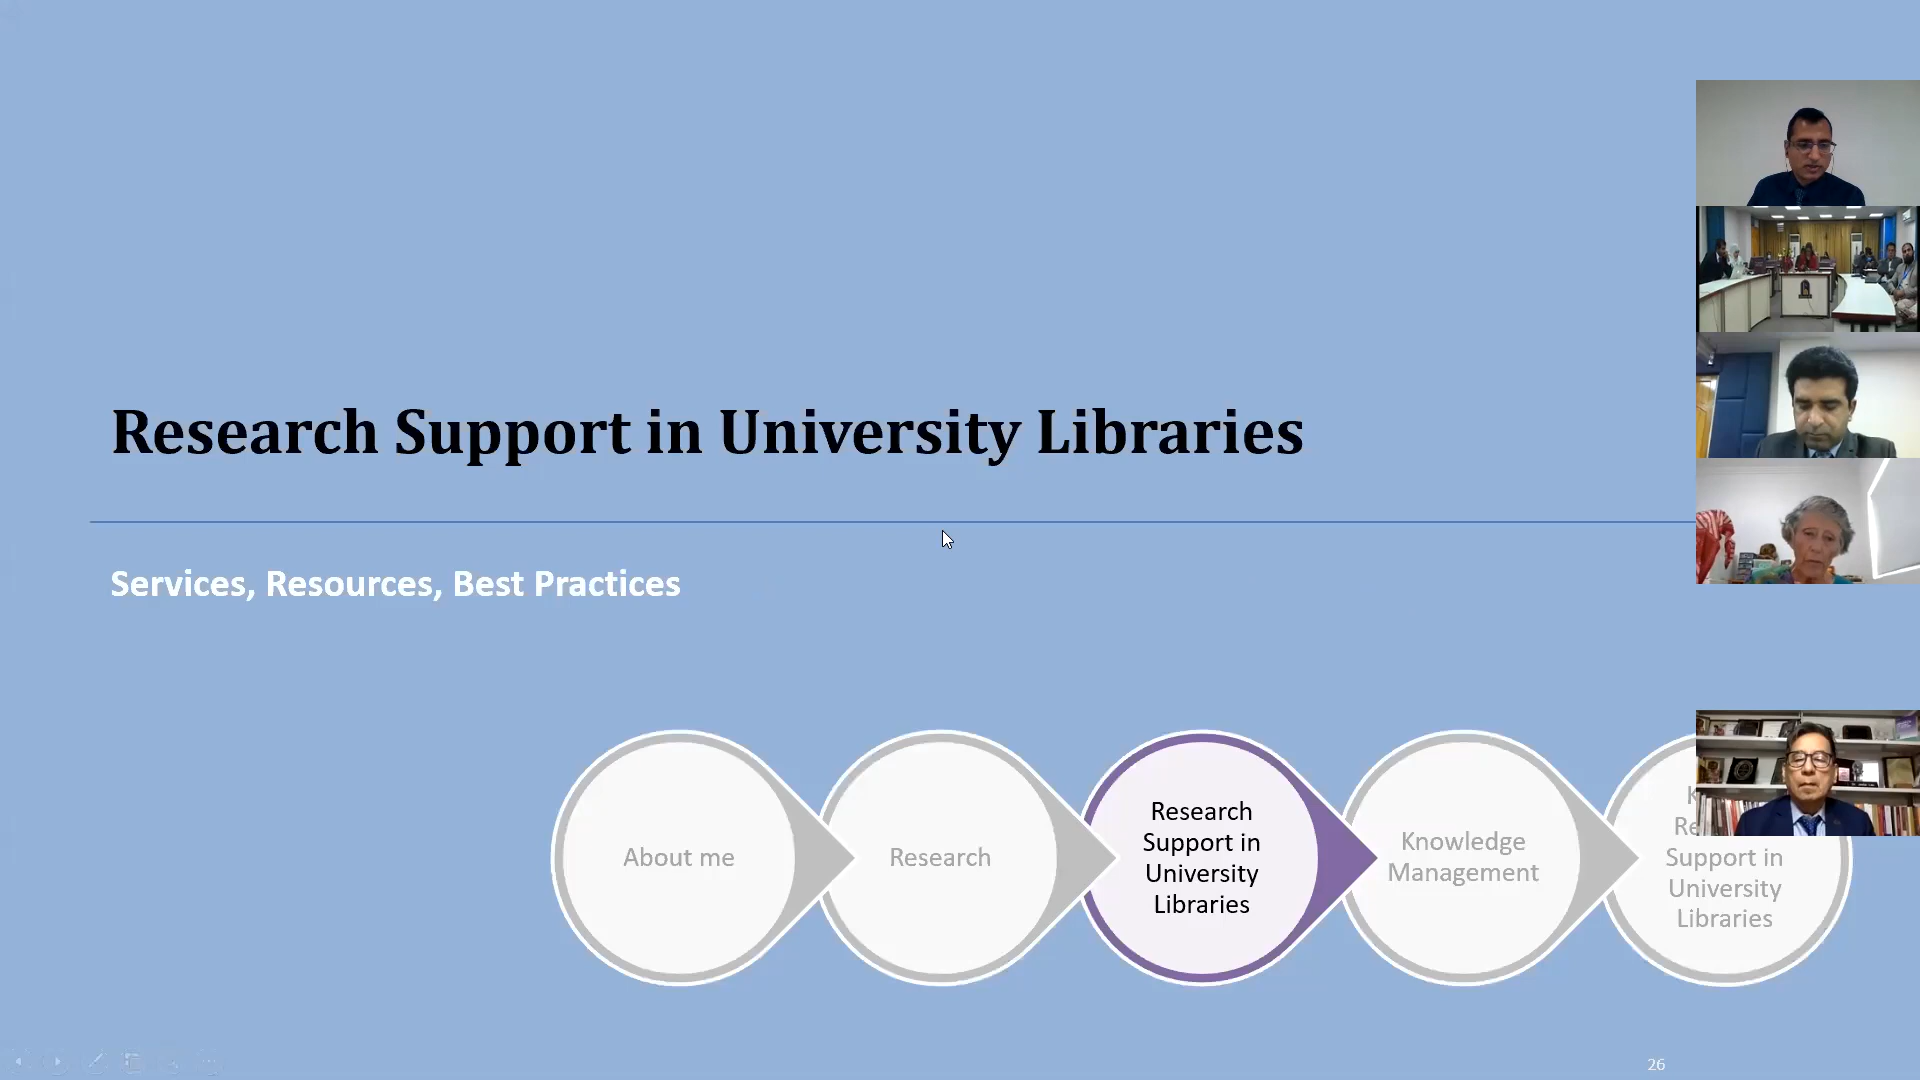 Research Support in University Libraries
Services, Resources, Best Practices
About me
Research
Research
Support in
University
Libraries
Knowledge
Management
Support in
University
Libraries
26